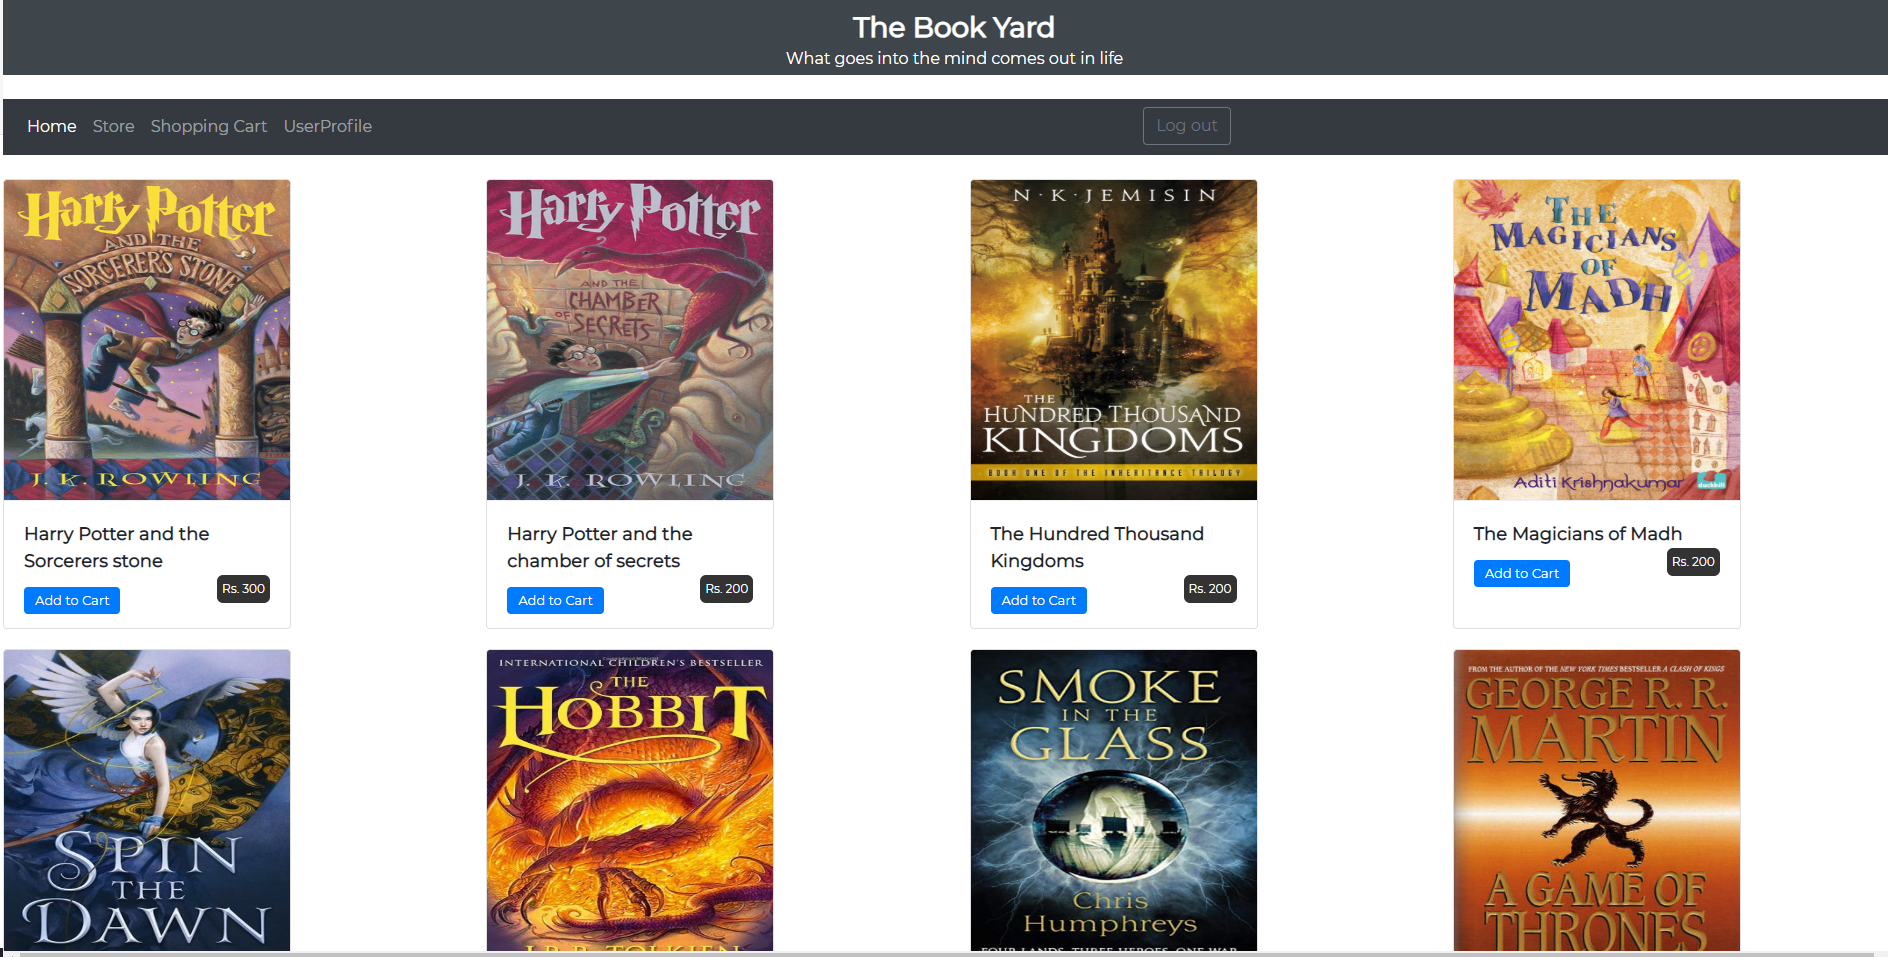 The Book Yard
What goes into the mind comes out in life
Home Store Shopping Cart UserProfile Log out
Harry Potter
AND THE
SORCERER'S STONE
J. K. ROWLING
Harry Potter and the
Sorcerers stone
Rs. 300
Add to Cart
Harry Potter
AND THE
CHAMBER
OF
SECRETS
J. K. ROWLING
Harry Potter and the
chamber of secrets
Rs. 200
Add to Cart
N·K·JEMISIN
THE
HUNDRED THOUSAND
KINGDOMS
BOOK ONE OF THE INHERITANCE TRILOGY
The Hundred Thousand
Kingdoms
Rs. 200
Add to Cart
THE
MAGICIANS
OF
MADH
Aditi Krishnakumar
duckbill
The Magicians of Madh
Rs. 200
Add to Cart
SPIN
THE
DAWN
INTERNATIONAL CHILDREN'S BESTSELLER
THE
HOBBIT
J.R.R. TOLKIEN
SMOKE
IN THE
GLASS
Chris
Humphreys
FOUR LANDS. THREE HEROES. ONE WAR.
FROM THE AUTHOR OF THE NEW YORK TIMES BESTSELLER A CLASH OF KINGS
GEORGE R. R.
MARTIN
A GAME OF
THRONES